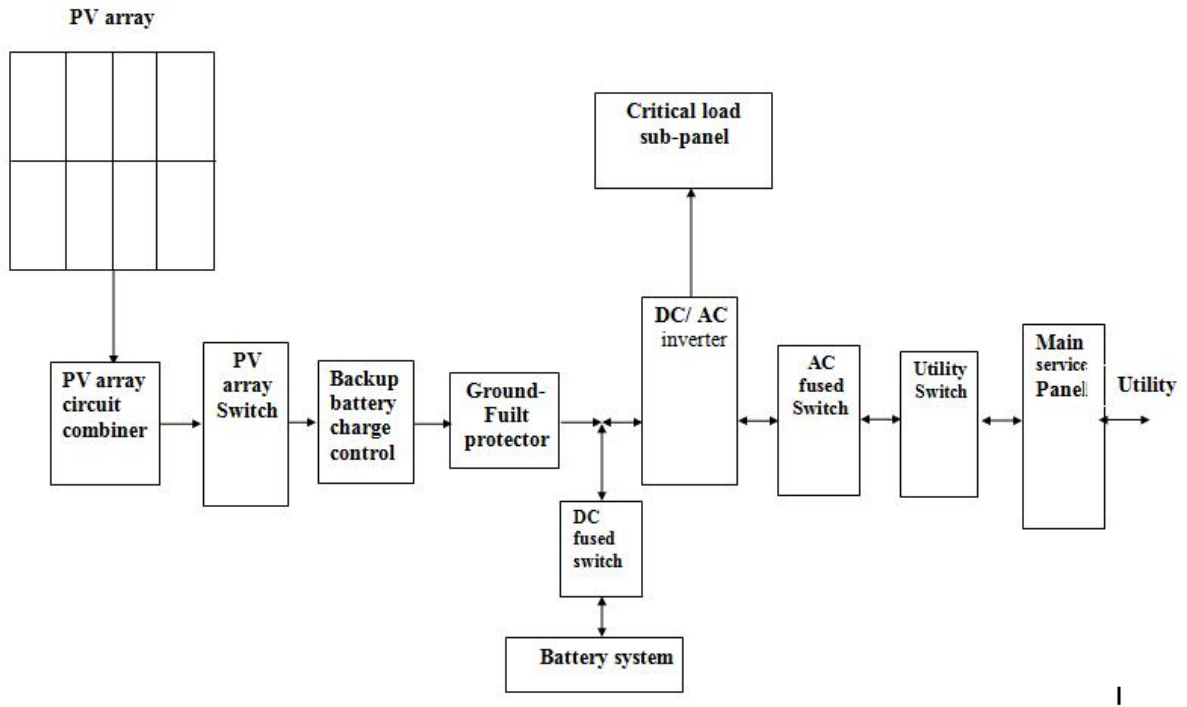 PV array
Critical load
sub-panel
DC/ AC
inverter
PV array
circuit
combiner
PV
array
Switch
Backup
battery
charge
control
Ground-
Fuilt
protector
AC
fused
Switch
Utility
Switch
Main
service
Panel
Utility
DC
fused
switch
Battery system